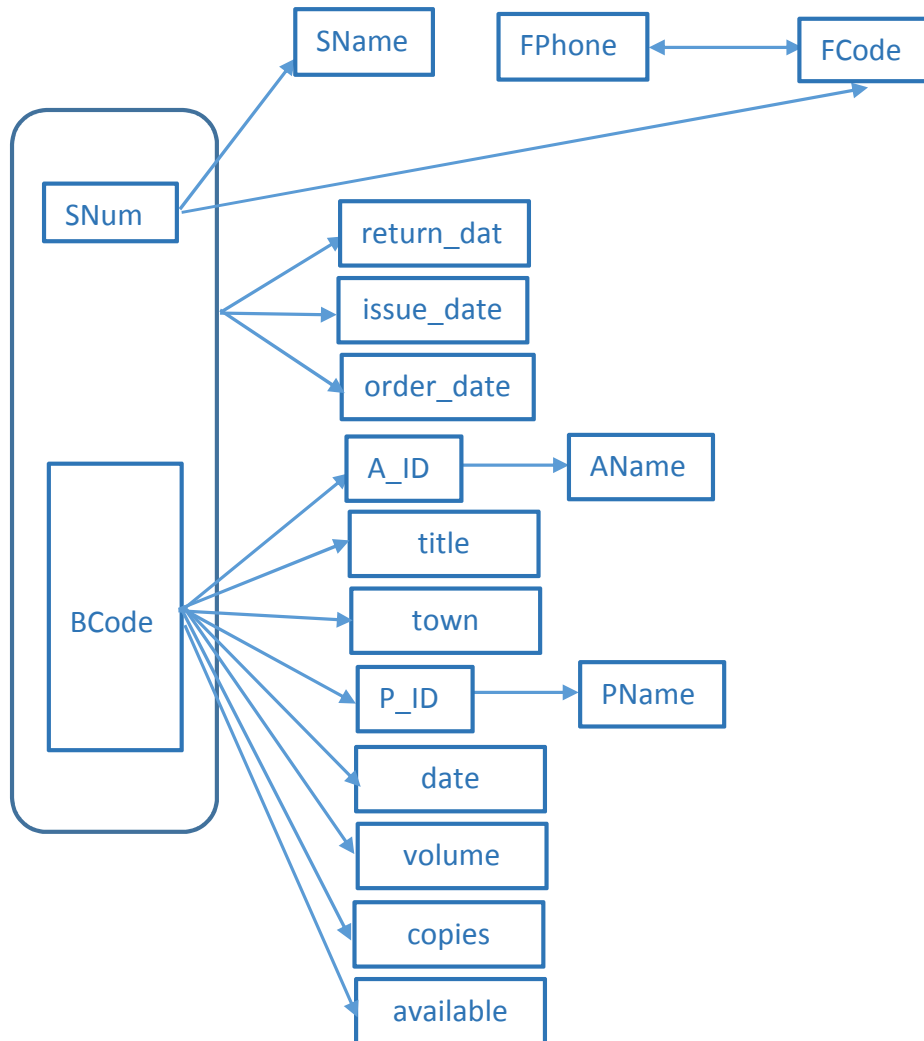 SName
FPhone
FCode
SNum
return_dat
issue_date
order_date
A_ID
AName
title
BCode
town
P_ID
PName
date
volume
copies
available